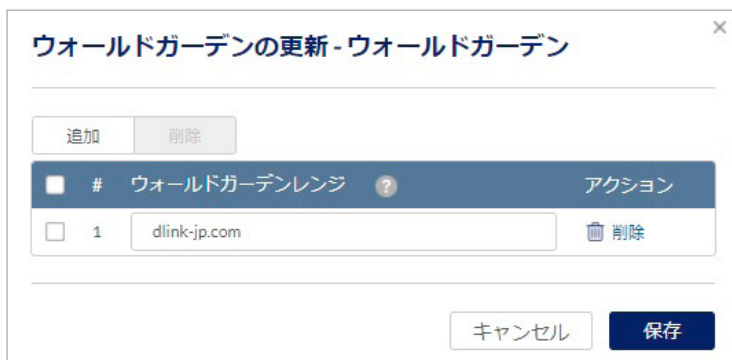 ウォールドガーデンの更新 - ウォールドガーデン
×
追加 削除
# ウォールドガーデンレンジ ? アクション
1 dlink-jp.com 削除
キャンセル 保存